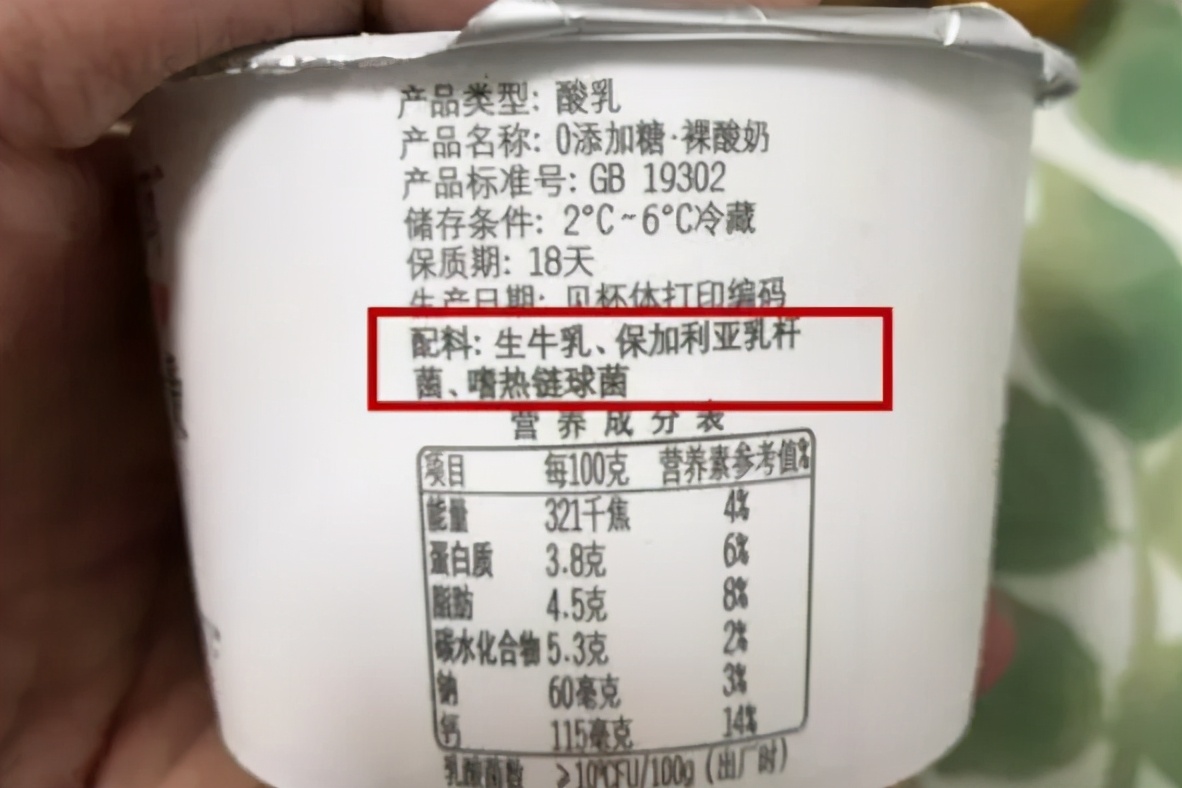 产品类型: 酸乳
产品名称: 0添加糖·裸酸奶
产品标准号: GB 19302
储存条件: 2°C~6°C冷藏
保质期: 18天
生产日期: 见杯体打印编码
配料: 生牛乳、保加利亚乳杆
菌、嗜热链球菌
营养成分表
项目 每100克 营养素参考值%
能量 321千焦 4%
蛋白质 3.8克 6%
脂肪 4.5克 8%
碳水化合物 5.3克 2%
钠 60毫克 3%
钙 115毫克 14%
乳酸菌数 CFU/100g (出厂时)